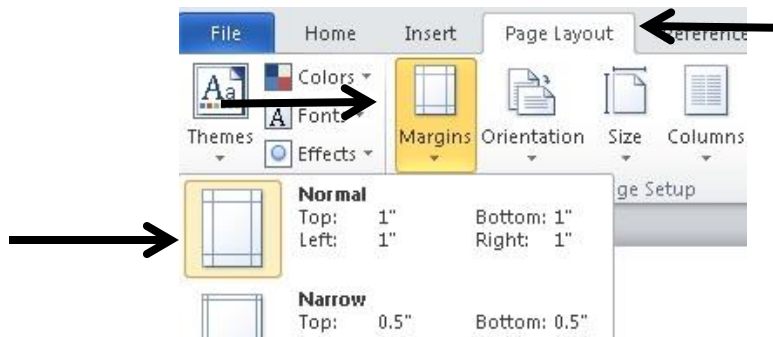 File Home Insert Page Layout Reference
Colors
Fonts
Effects
Themes Margins Orientation Size Columns
ge Setup
Normal
Top: 1" Bottom: 1"
Left: 1" Right: 1"
Narrow
Top: 0.5" Bottom: 0.5"